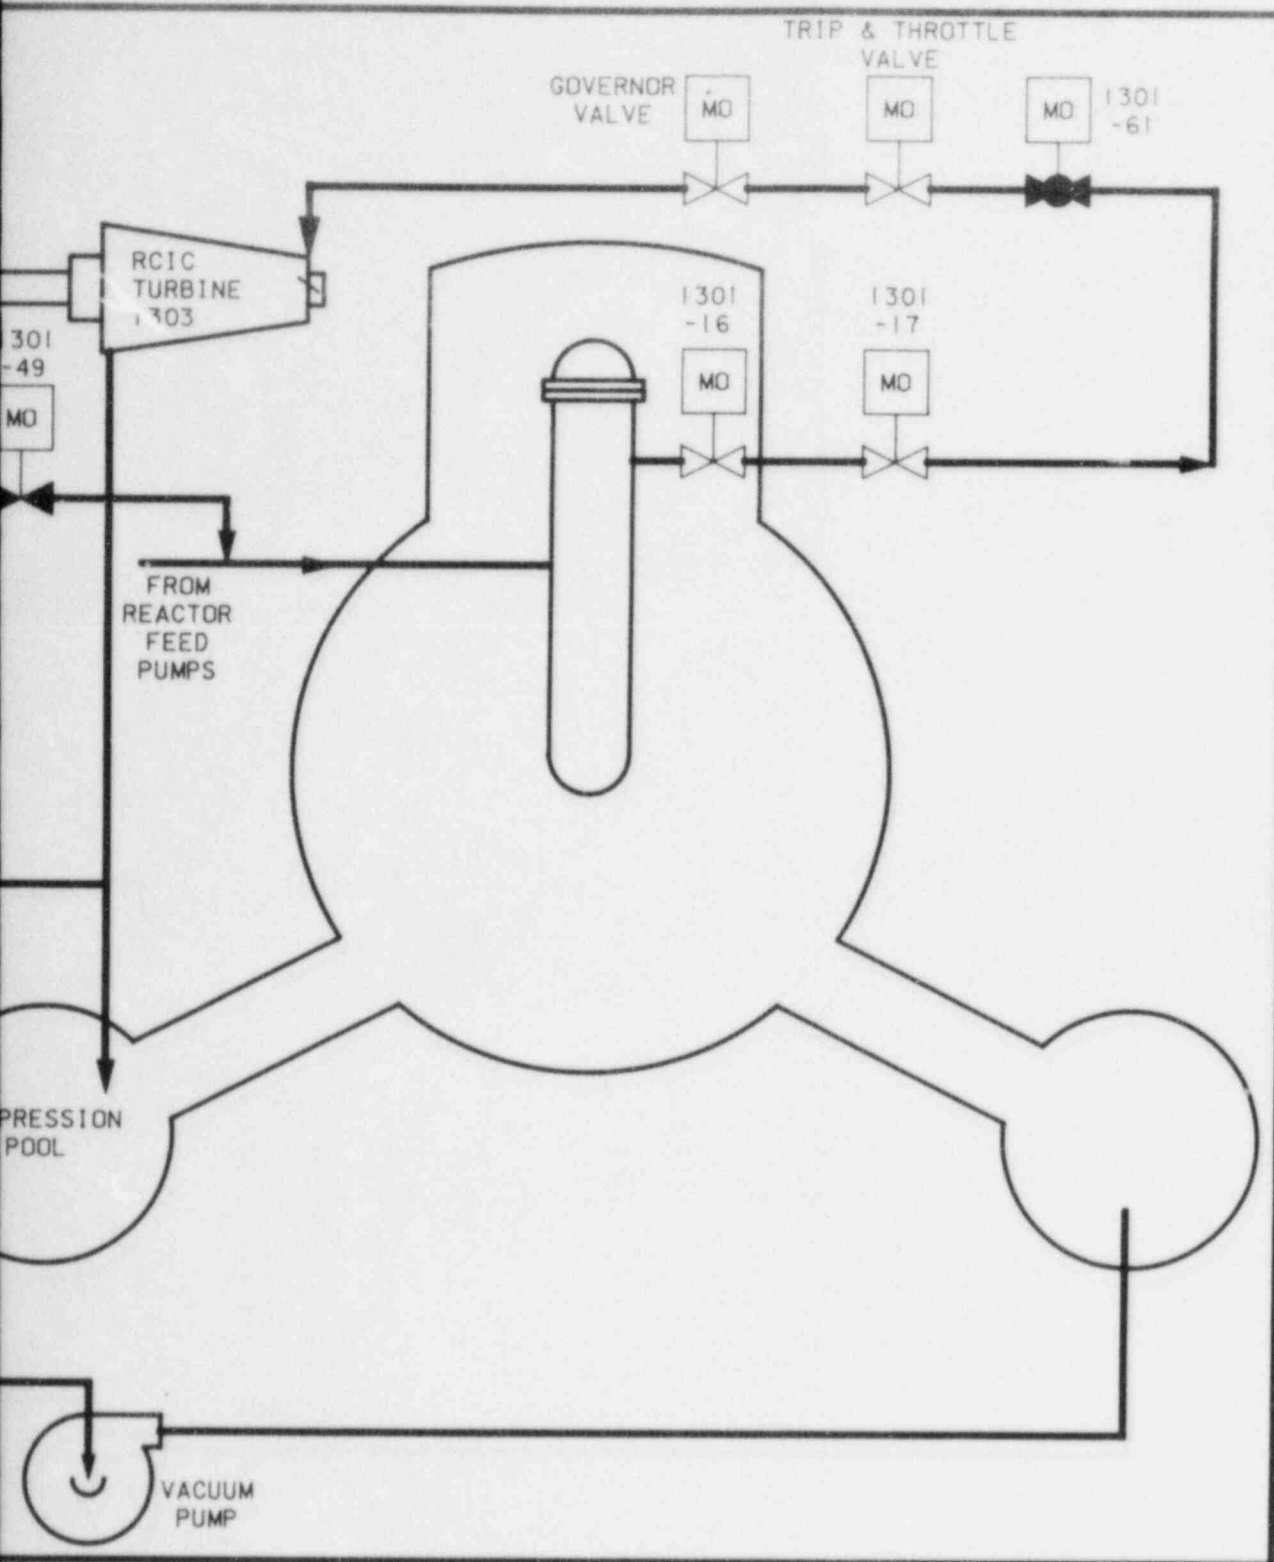 TRIP & THROTTLE
VALVE
GOVERNOR
VALVE
MO
MO
MO
1301
-61
RCIC
TURBINE
1303
1301
-16
1301
-17
MO
MO
301
-49
MO
FROM
REACTOR
FEED
PUMPS
PRESSION
POOL
VACUUM
PUMP